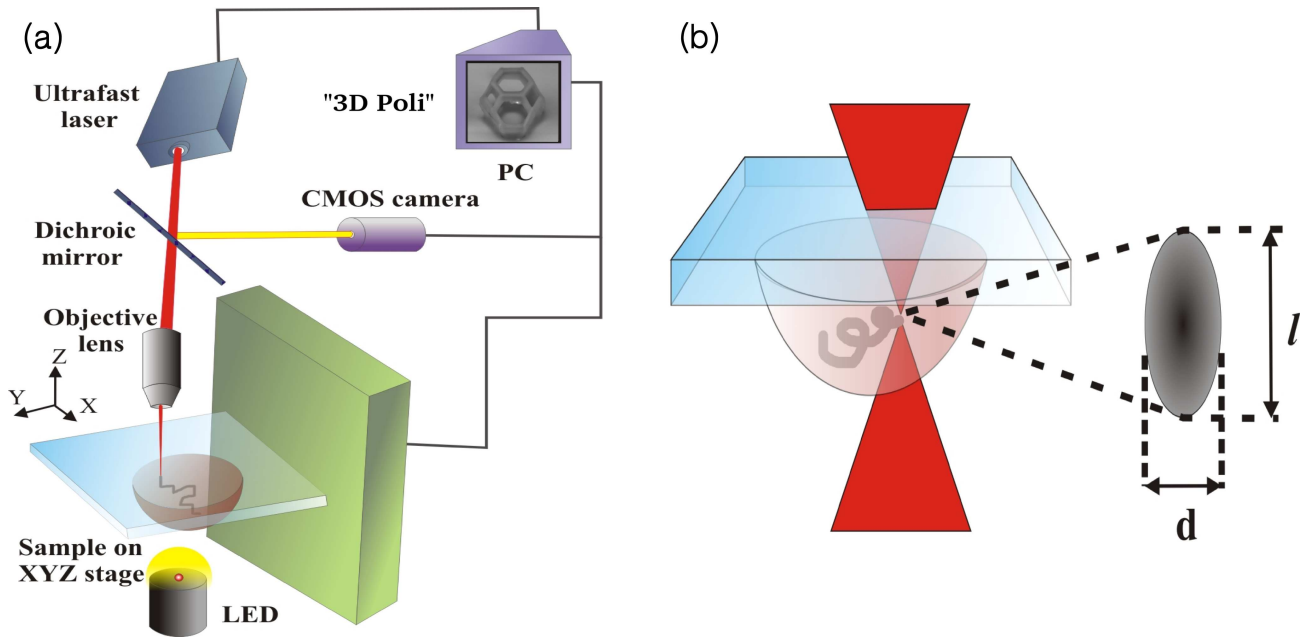 (a)
Ultrafast
laser
"3D Poli"
PC
CMOS camera
Dichroic
mirror
Objective
lens
Z
Y
X
Sample on
XYZ stage
LED
(b)
l
d